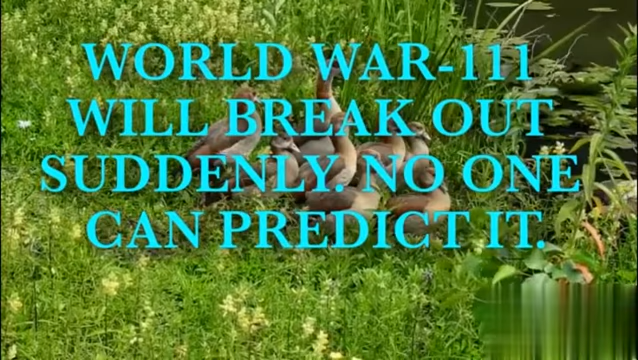 WORLD WAR-111
WILL BREAK OUT
SUDDENLY. NO ONE
CAN PREDICT IT.